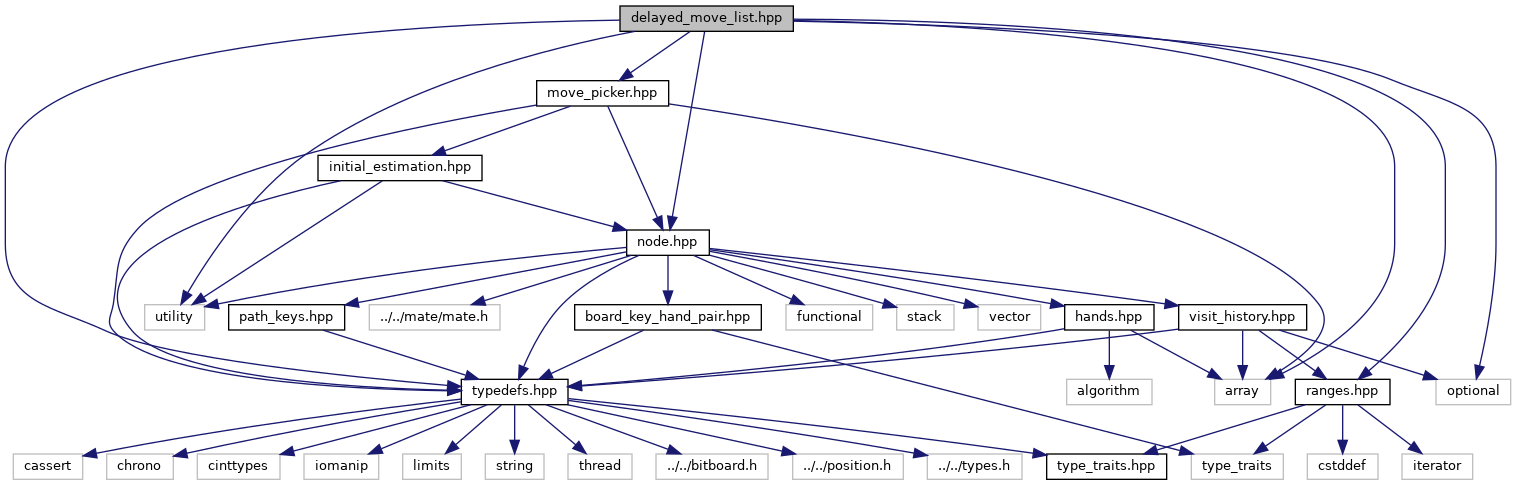 delayed_move_list.hpp
move_picker.hpp
initial_estimation.hpp
node.hpp
utility
path_keys.hpp
../../mate/mate.h
board_key_hand_pair.hpp
functional
stack
vector
hands.hpp
visit_history.hpp
typedefs.hpp
algorithm
array
ranges.hpp
optional
cassert
chrono
cinttypes
iomanip
limits
string
thread
../../bitboard.h
../../position.h
../../types.h
type_traits.hpp
type_traits
cstddef
iterator